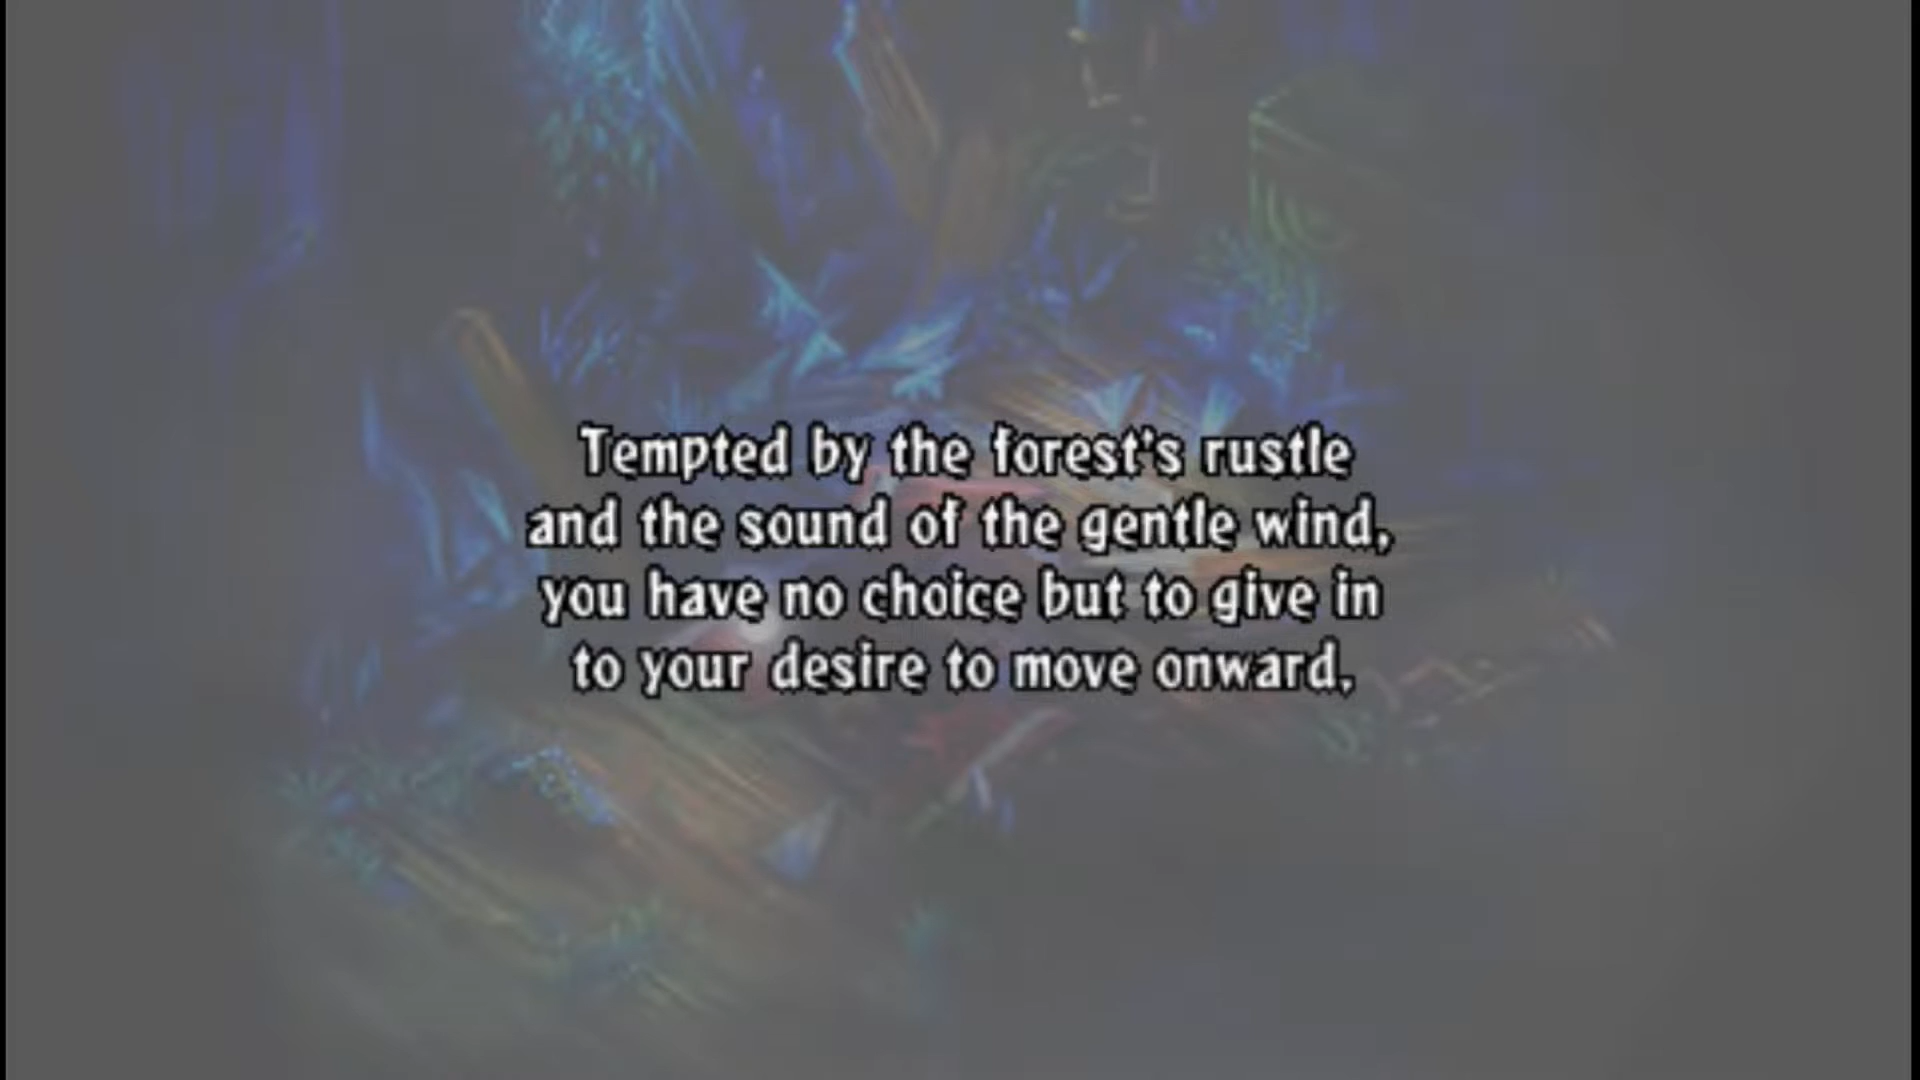 Tempted by the forest's rustle
and the sound of the gentle wind,
you have no choice but to give in
to your desire to move onward.